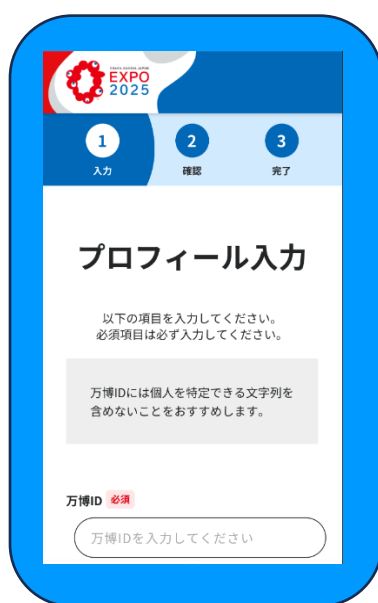 OSAKA, KANSAI, JAPAN
EXPO
2025
1
2
3
入力
確認
完了
プロフィール入力
以下の項目を入力してください。
必須項目は必ず入力してください。
万博IDには個人を特定できる文字列を
含めないことをおすすめします。
万博ID 必須
万博IDを入力してください